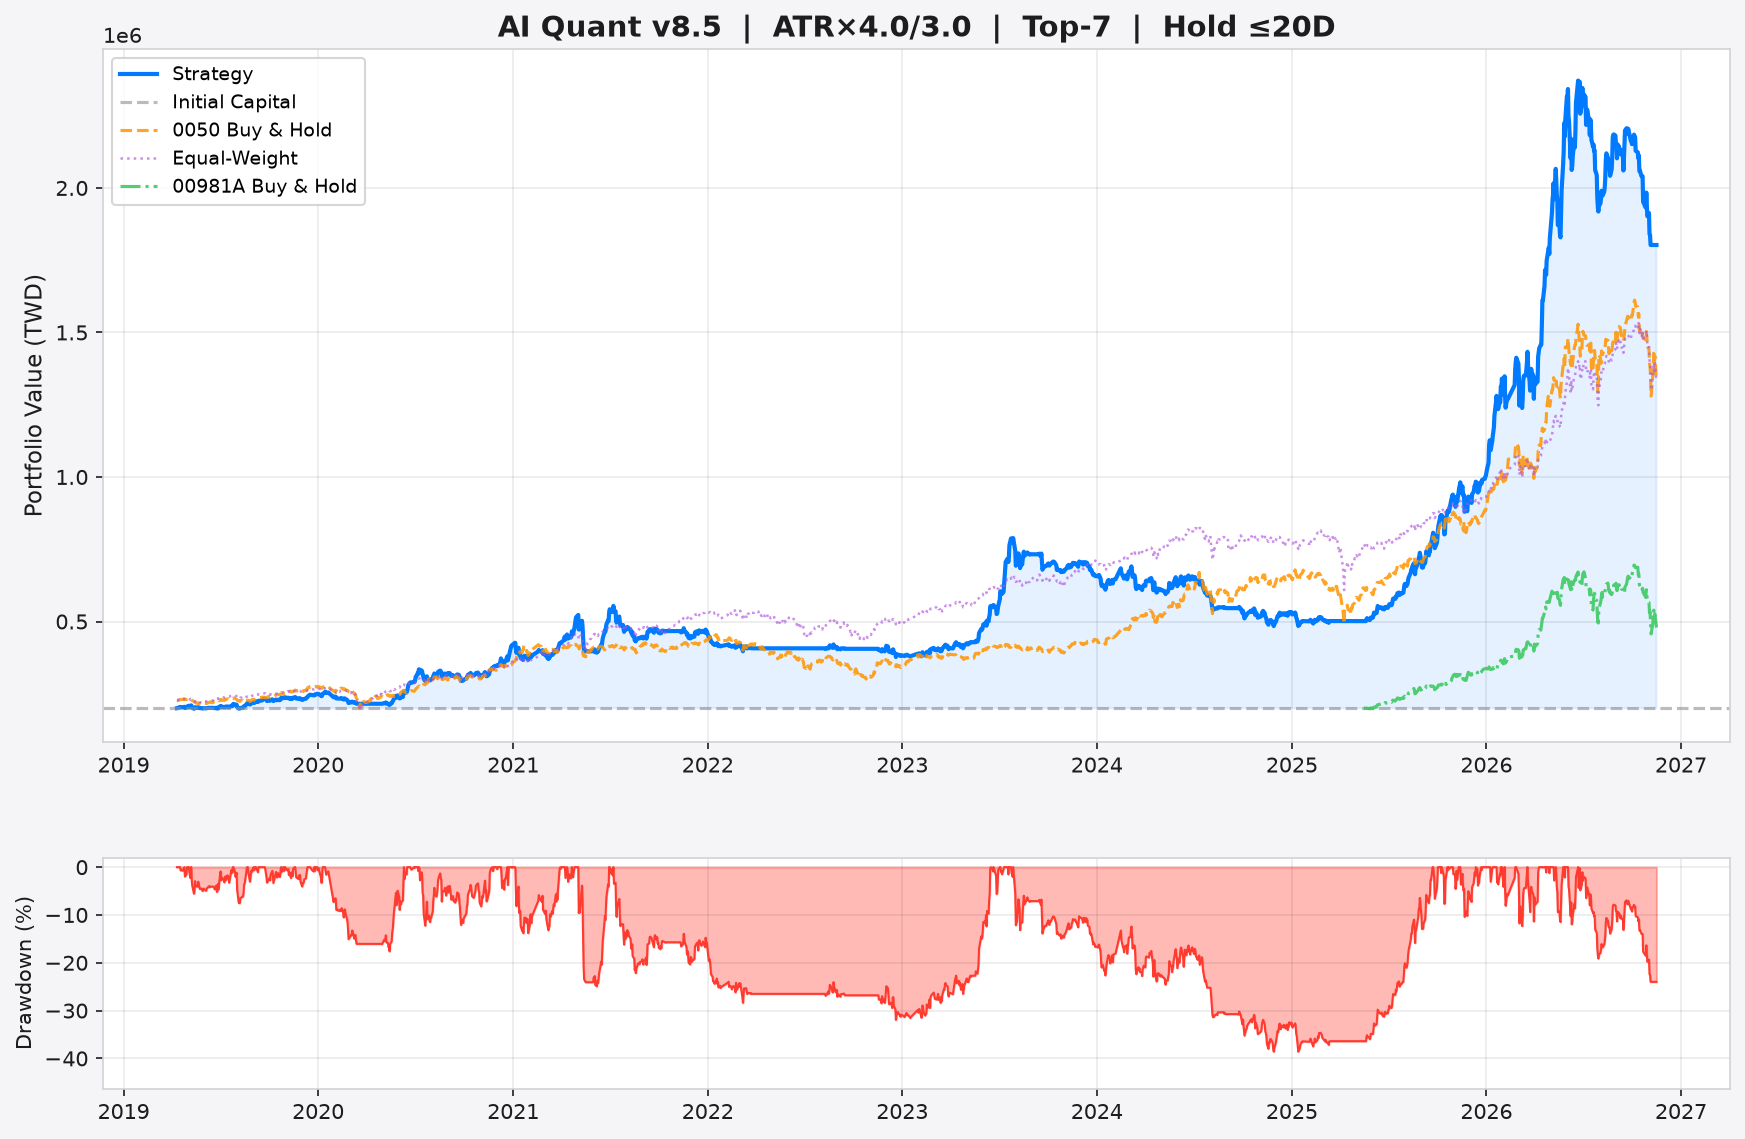 AI Quant v8.5 | ATR×4.0/3.0 | Top-7 | Hold ≤20D
1e6
Strategy
Initial Capital
0050 Buy & Hold
Equal-Weight
00981A Buy & Hold
Portfolio Value (TWD)
2.0
1.5
1.0
0.5
2019 2020 2021 2022 2023 2024 2025 2026 2027
Drawdown (%)
0
−10
−20
−30
−40
2019 2020 2021 2022 2023 2024 2025 2026 2027